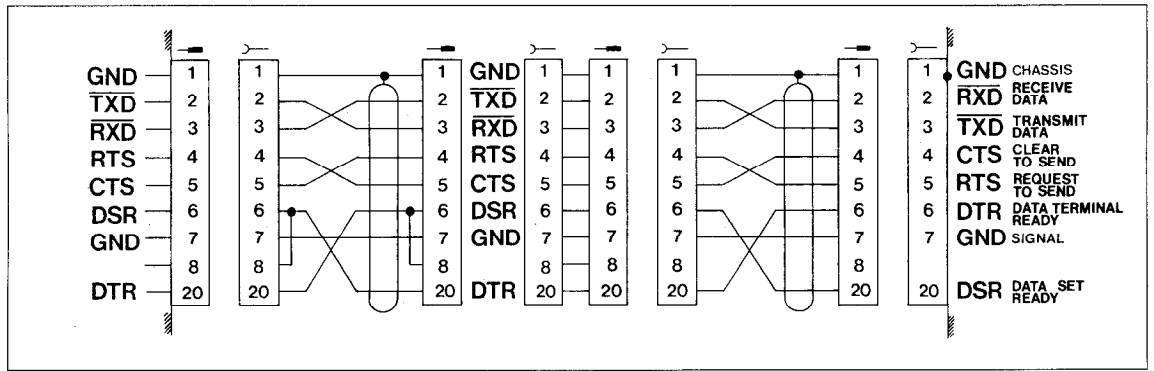 GND 1 1 1 GND 1 1 1 1 1 GND CHASSIS
TXD 2 2 2 TXD 2 2 2 2 2 RXD RECEIVE DATA
RXD 3 3 3 RXD 3 3 3 3 3 TXD TRANSMIT DATA
RTS 4 4 4 RTS 4 4 4 4 4 CTS CLEAR TO SEND
CTS 5 5 5 CTS 5 5 5 5 5 RTS REQUEST TO SEND
DSR 6 6 6 DSR 6 6 6 6 6 DTR DATA TERMINAL READY
GND 7 7 7 GND 7 7 7 7 7 GND SIGNAL
8 8 8 8 8 8 8
DTR 20 20 20 DTR 20 20 20 20 20 DSR DATA SET READY